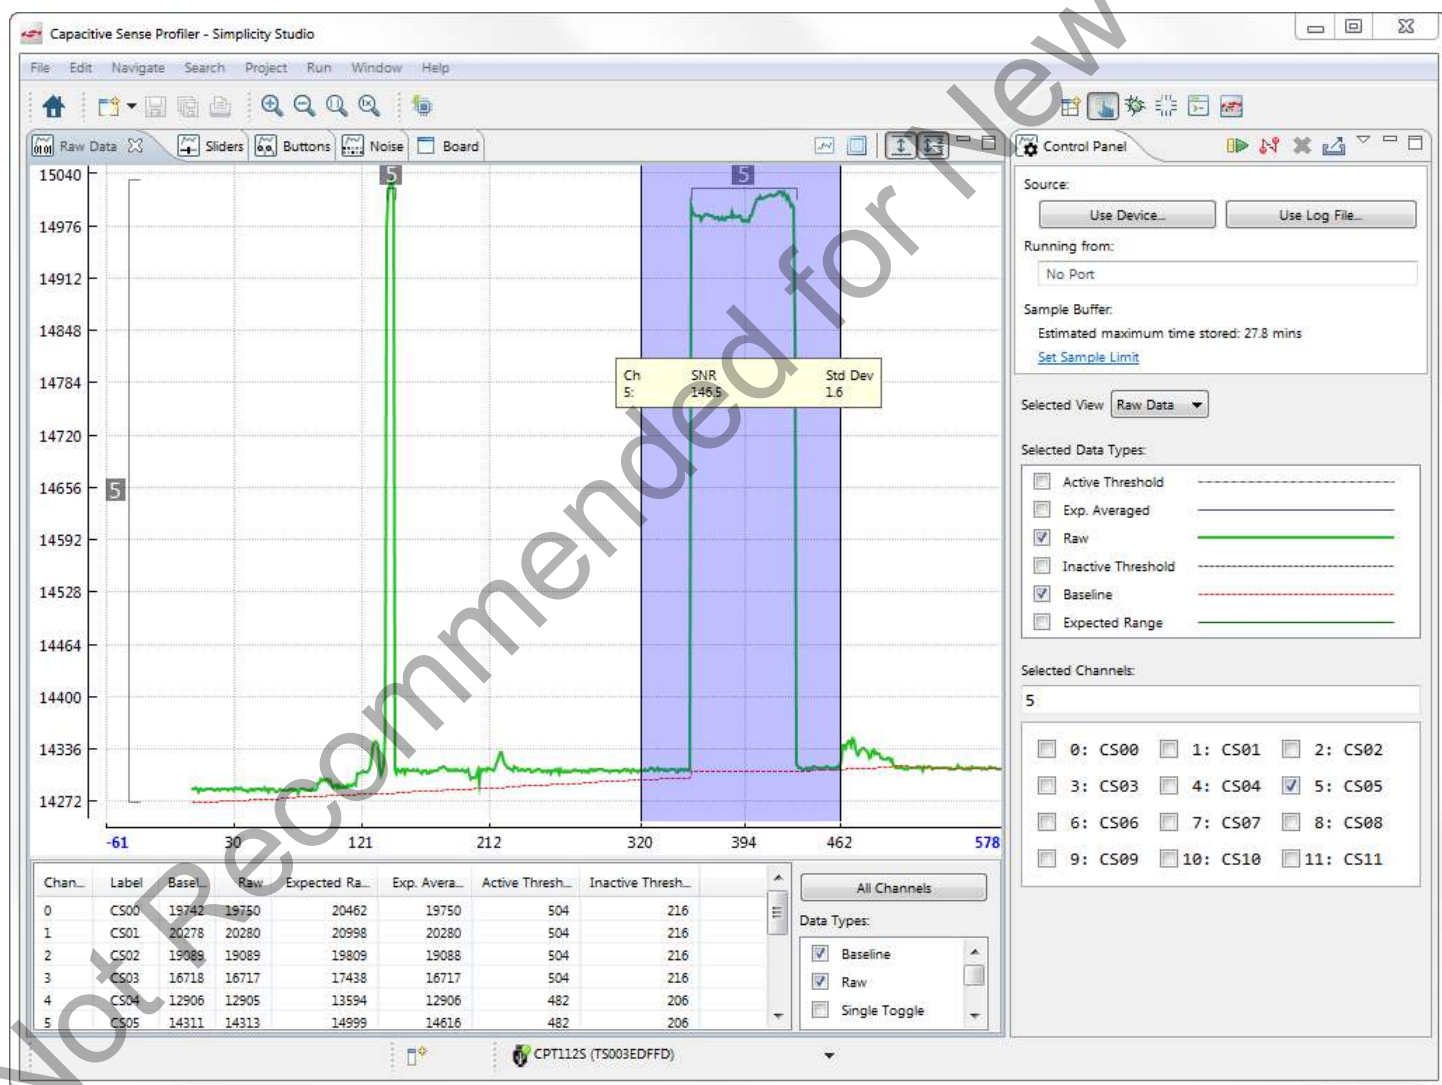 Capacitive Sense Profiler - Simplicity Studio
File Edit Navigate Search Project Run Window Help
Raw Data Sliders Buttons Noise Board
Control Panel
15040
14976
14912
14848
14784
14720
14656
14592
14528
14464
14400
14336
14272
5
5
5
Ch SNR Std Dev
5: 146.5 1.6
-61 30 121 212 320 394 462 578
Source:
Use Device... Use Log File...
Running from:
No Port
Sample Buffer:
Estimated maximum time stored: 27.8 mins
Set Sample Limit
Selected View Raw Data
Selected Data Types:
Active Threshold
Exp. Averaged
Raw
Inactive Threshold
Baseline
Expected Range
Selected Channels:
5
0: CS00 1: CS01 2: CS02
3: CS03 4: CS04 5: CS05
6: CS06 7: CS07 8: CS08
9: CS09 10: CS10 11: CS11
Chan... Label Basel... Raw Expected Ra... Exp. Avera... Active Thresh... Inactive Thresh...
0 CS00 19742 19750 20462 19750 504 216
1 CS01 20278 20280 20998 20280 504 216
2 CS02 19089 19089 19809 19088 504 216
3 CS03 16718 16717 17438 16717 504 216
4 CS04 12906 12905 13594 12906 482 206
5 CS05 14311 14313 14999 14616 482 206
All Channels
Data Types:
Baseline
Raw
Single Toggle
CPT112S (TS003EDFFD)
Not Recommended for New